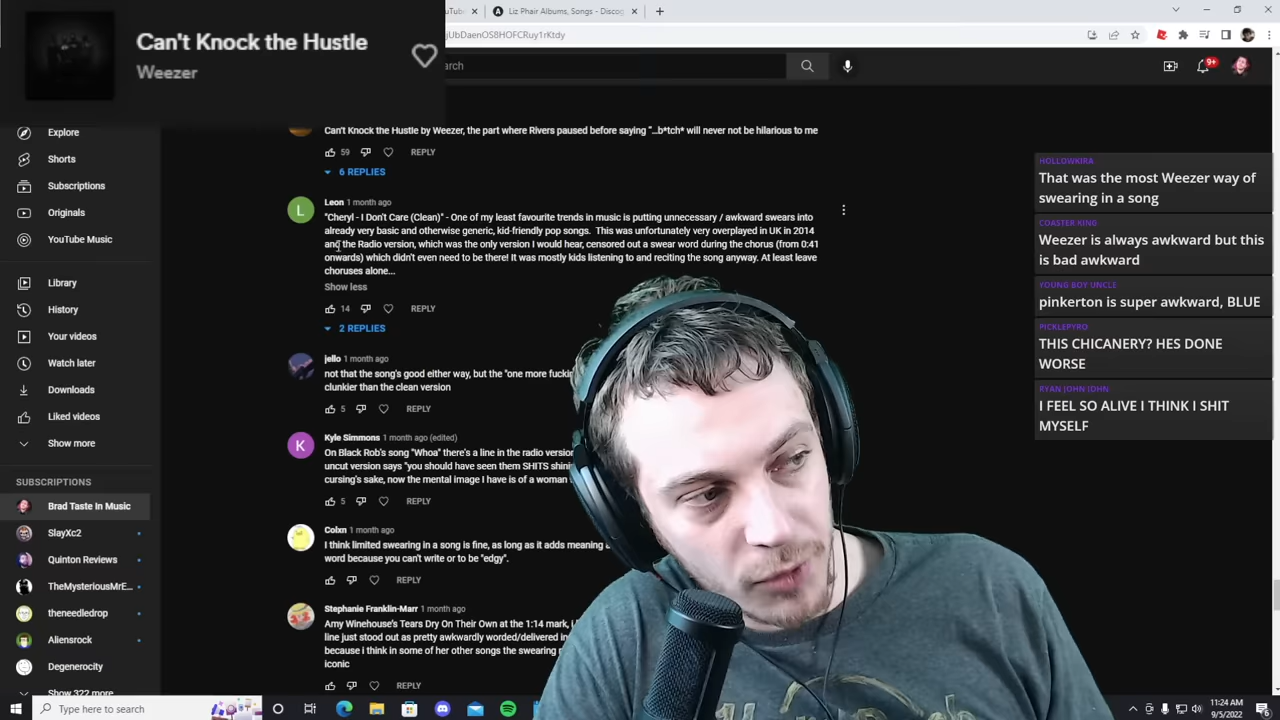 Can't Knock the Hustle
Weezer
Liz Phair Albums, Songs - Discog
jUbDaenOS8HOFCRuy1rKtdy
arch
9+
Explore
Shorts
Subscriptions
Originals
YouTube Music
Library
History
Your videos
Watch later
Downloads
Liked videos
Show more
SUBSCRIPTIONS
Brad Taste In Music
SlayXc2
Quinton Reviews
TheMysteriousMrE...
theneedledrop
Aliensrock
Degenerocity
Show 322 more
Can't Knock the Hustle by Weezer, the part where Rivers paused before saying "...b*tch* will never not be hilarious to me
59 REPLY
6 REPLIES
L
Leon 1 month ago
"Cheryl - I Don't Care (Clean)" - One of my least favourite trends in music is putting unnecessary / awkward swears into
already very basic and otherwise generic, kid-friendly pop songs. This was unfortunately very overplayed in UK in 2014
and the Radio version, which was the only version I would hear, censored out a swear word during the chorus (from 0:41
onwards) which didn't even need to be there! It was mostly kids listening to and reciting the song anyway. At least leave
choruses alone...
Show less
14 REPLY
2 REPLIES
jello 1 month ago
not that the song's good either way, but the "one more fuckin
clunkier than the clean version
5 REPLY
K
Kyle Simmons 1 month ago (edited)
On Black Rob's song "Whoa" there's a line in the radio version
uncut version says "you should have seen them SHITS shini
cursing's sake, now the mental image I have is of a woman
5 REPLY
Colxn 1 month ago
I think limited swearing in a song is fine, as long as it adds meaning
word because you can't write or to be "edgy".
REPLY
Stephanie Franklin-Marr 1 month ago
Amy Winehouse's Tears Dry On Their Own at the 1:14 mark,
line just stood out as pretty awkwardly worded/delivered in
because i think in some of her other songs the swearing
iconic
REPLY
HOLLOWKIRA
That was the most Weezer way of
swearing in a song
COASTER KING
Weezer is always awkward but this
is bad awkward
YOUNG BOY UNCLE
pinkerton is super awkward, BLUE
PICKLEPYRO
THIS CHICANERY? HES DONE
WORSE
RYAN JOHN JOHN
I FEEL SO ALIVE I THINK I SHIT
MYSELF
Type here to search
11:24 AM
9/5/2022